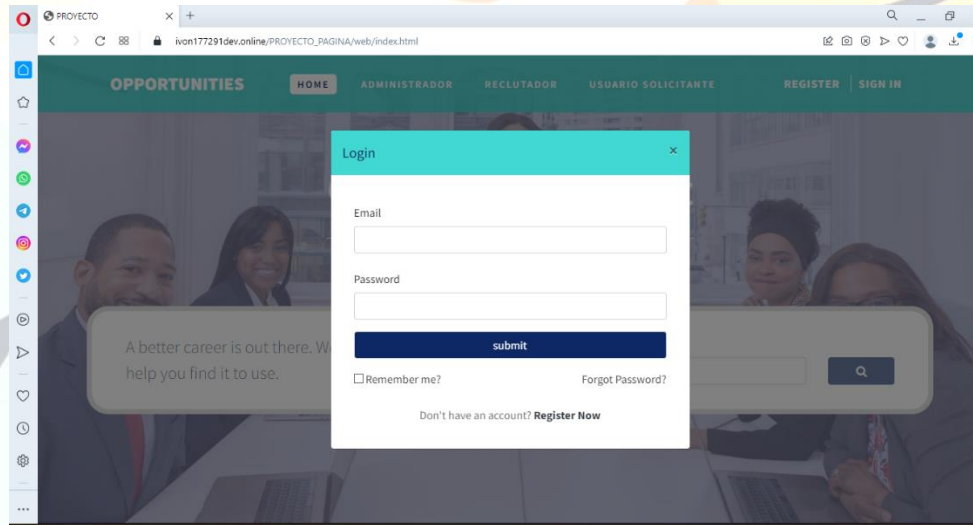 PROYECTO
ivon177291dev.online/PROYECTO_PAGINA/web/index.html
OPPORTUNITIES HOME ADMINISTRADOR RECLUTADOR USUARIO SOLICITANTE REGISTER SIGN IN
Login ×
Email
Password
submit
Remember me? Forgot Password?
Don't have an account? Register Now
A better career is out there. We
help you find it to use.